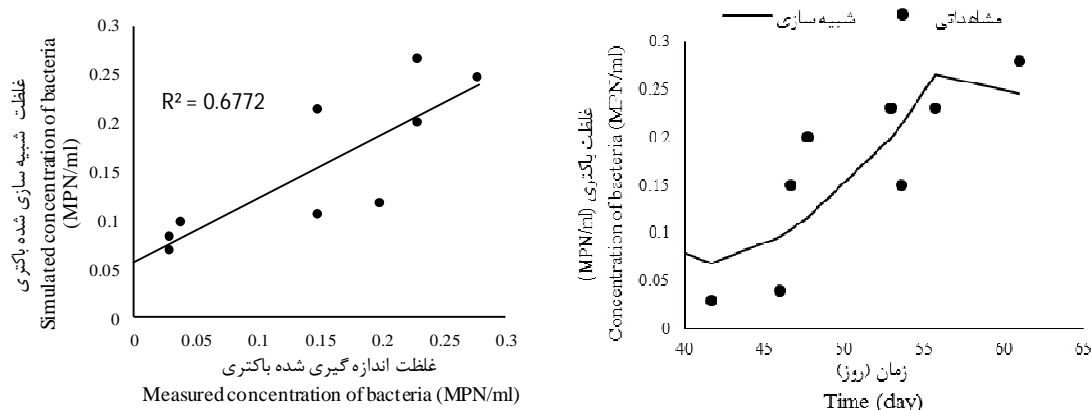 0.3
0.25
0.2
0.15
0.1
0.05
0
R² = 0.6772
0 0.05 0.1 0.15 0.2 0.25 0.3
غلظت شبیه سازی شده باکتری
Simulated concentration of bacteria
(MPN/ml)
غلظت اندازه گیری شده باکتری
Measured concentration of bacteria (MPN/ml)
شبیه سازی مشاهداتی
0.3
0.25
0.2
0.15
0.1
0.05
0
40 45 50 55 60 65
غلظت باکتری (MPN/ml)
Concentration of bacteria (MPN/ml)
زمان (روز)
Time (day)